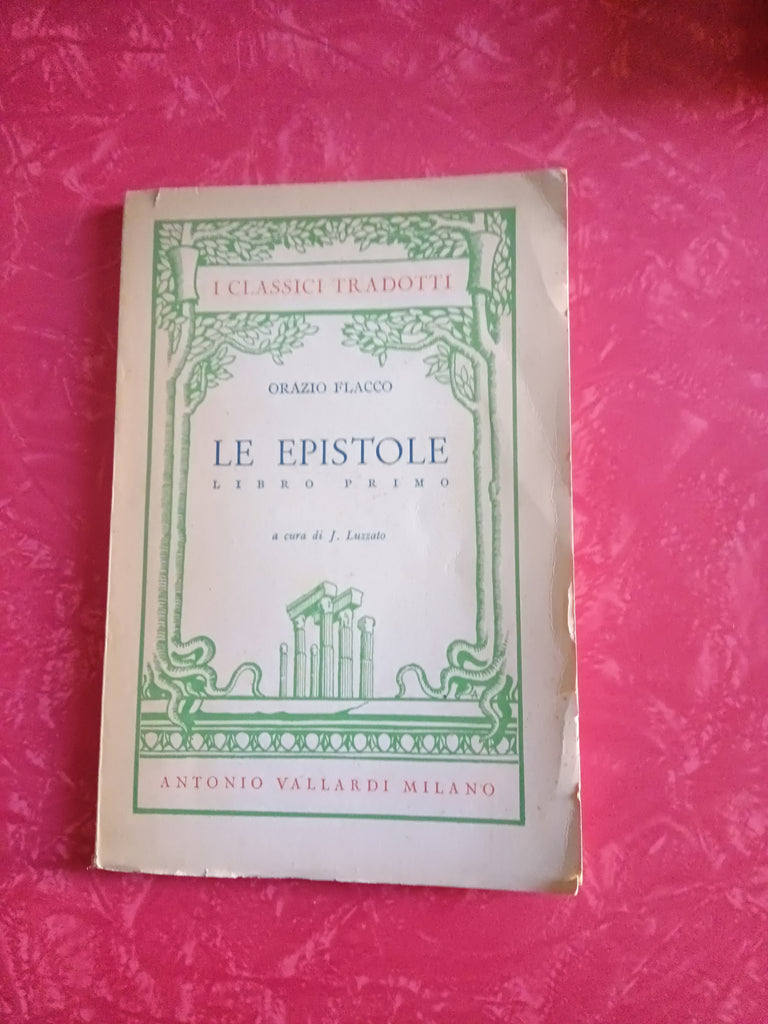 I CLASSICI TRADOTTI
ORAZIO FLACCO
LE EPISTOLE
LIBRO PRIMO
a cura di J. Luzzato
ANTONIO VALLARDI MILANO